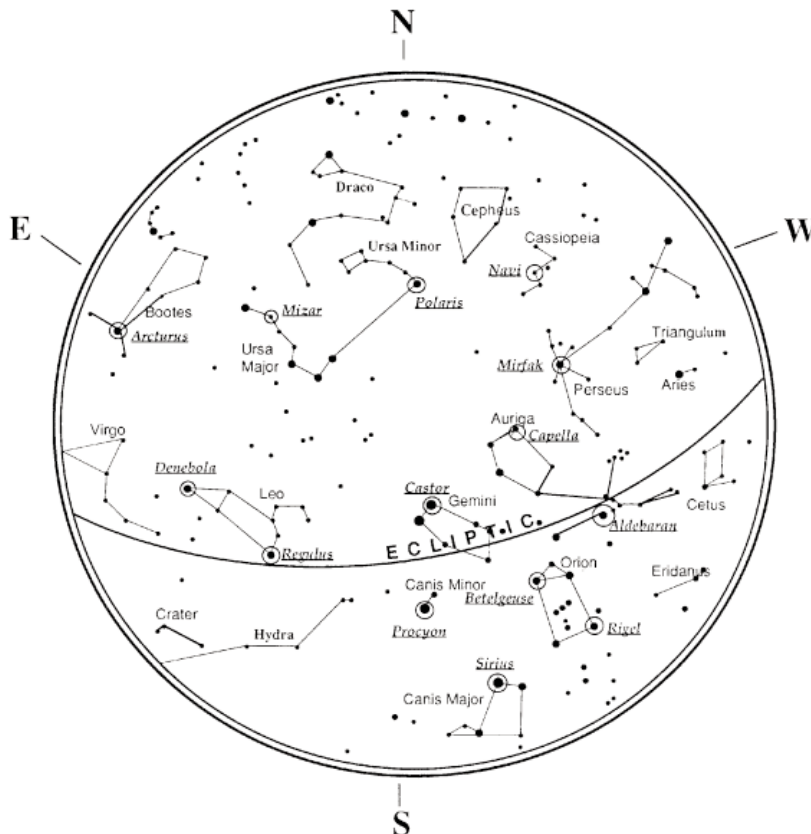 N
Draco
Cepheus
E
W
Ursa Minor
Cassiopeia
Navi
Polaris
Bootes
Mizar
Arcturus
Triangulum
Ursa
Major
Mirfak
Perseus
Aries
Auriga
Virgo
Capella
Denebola
Leo
Castor
Gemini
Cetus
Aldebaran
ECLIPTIC
Regulus
Orion
Canis Minor
Eridanus
Betelgeuse
Crater
Hydra
Procyon
Rigel
Sirius
Canis Major
S